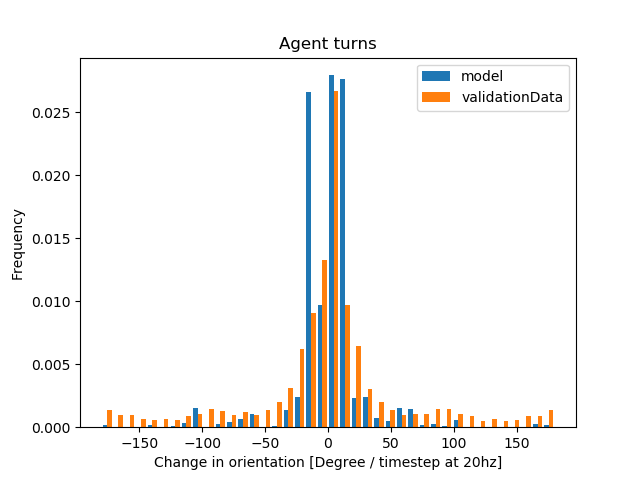 Agent turns
model
validationData
0.025
0.020
0.015
0.010
0.005
0.000
Frequency
−150 −100 −50 0 50 100 150
Change in orientation [Degree / timestep at 20hz]